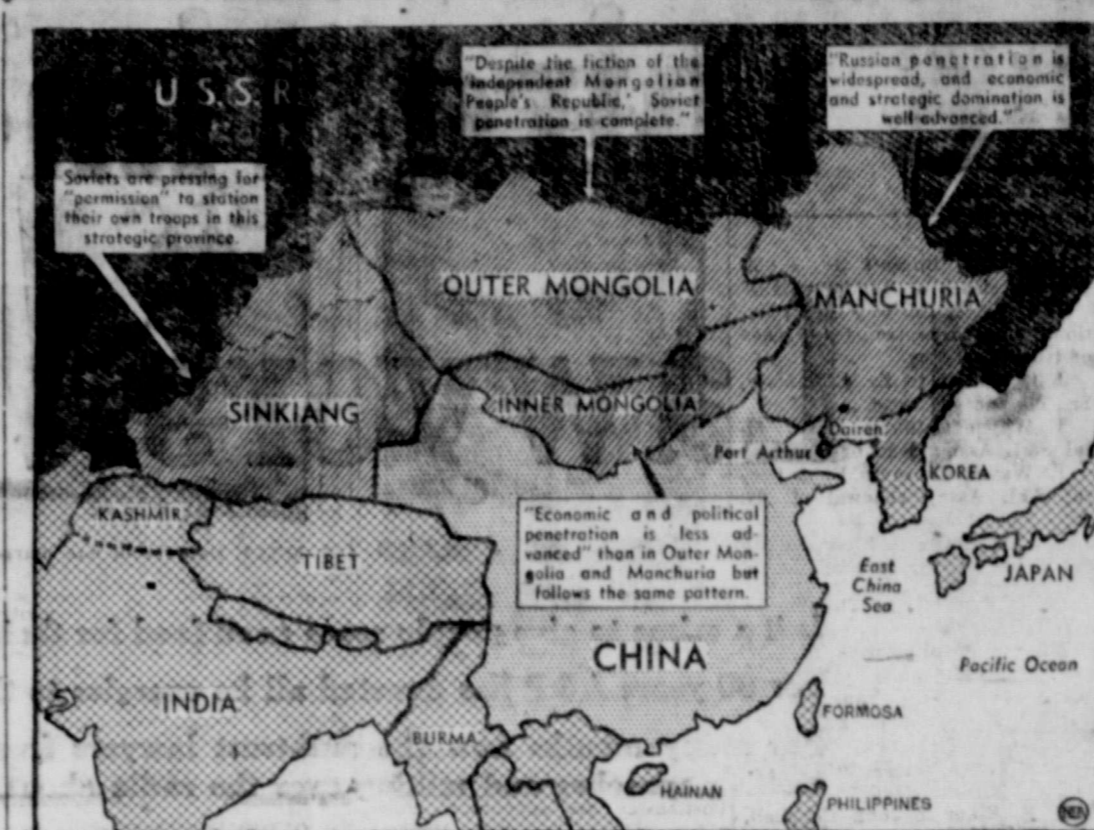 U. S. S. R.
"Despite the fiction of the
'independent Mongolian
People's Republic,' Soviet
penetration is complete."
"Russian penetration is
widespread, and economic
and strategic domination is
well advanced."
Soviets are pressing for
"permission" to station
their own troops in this
strategic province.
OUTER MONGOLIA
MANCHURIA
SINKIANG
INNER MONGOLIA
Dairen
Port Arthur
KOREA
KASHMIR
TIBET
"Economic and political
penetration is less ad-
vanced" than in Outer Mon-
golia and Manchuria but
follows the same pattern.
East
China
Sea
JAPAN
CHINA
Pacific Ocean
INDIA
FORMOSA
BURMA
HAINAN
PHILIPPINES
NEA